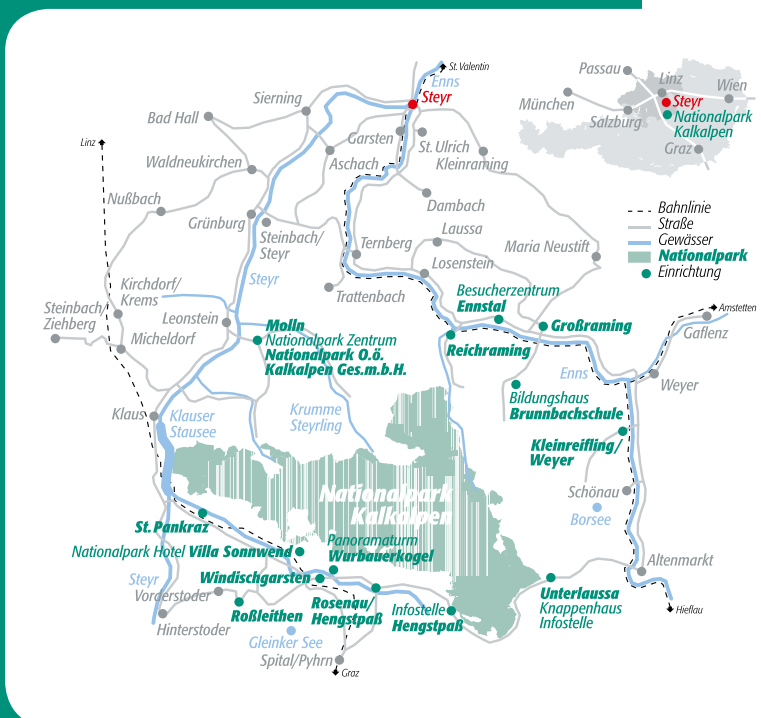 St. Valentin
Enns
Steyr
Sierning
Bad Hall
Garsten
St. Ulrich
Kleinraming
Aschach
Linz
Waldneukirchen
Nußbach
Grünburg
Steinbach/
Steyr
Dambach
Laussa
Ternberg
Maria Neustift
Losenstein
Steyr
Trattenbach
Kirchdorf/
Krems
Leonstein
Steinbach/
Ziehberg
Micheldorf
Passau
Linz
Wien
München
Steyr
Salzburg
Nationalpark
Kalkalpen
Graz
Bahnlinie
Straße
Gewässer
Nationalpark
Einrichtung
Besucherzentrum
Ennstal
Großraming
Reichraming
Amstetten
Gaflenz
Molln
Nationalpark Zentrum
Nationalpark O.ö.
Kalkalpen Ges.m.b.H.
Enns
Weyer
Bildungshaus
Brunnbachschule
Klaus
Klauser
Stausee
Krumme
Steyrling
Kleinreifling/
Weyer
Nationalpark
Kalkalpen
Schönau
Borsee
St. Pankraz
Nationalpark Hotel Villa Sonnwend
Panoramaturm
Wurbauerkogel
Windischgarsten
Steyr
Vorderstoder
Roßleithen
Hinterstoder
Rosenau/
Hengstpaß
Infostelle
Hengstpaß
Gleinker See
Spital/Pyhrn
Graz
Unterlaussa
Knappenhaus
Infostelle
Altenmarkt
Hieflau